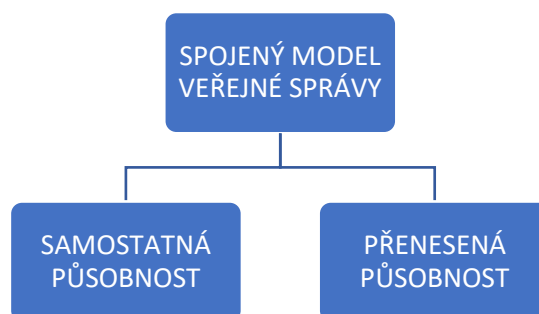 SPOJENÝ MODEL
VEŘEJNÉ SPRÁVY
SAMOSTATNÁ
PŮSOBNOST
PŘENESENÁ
PŮSOBNOST